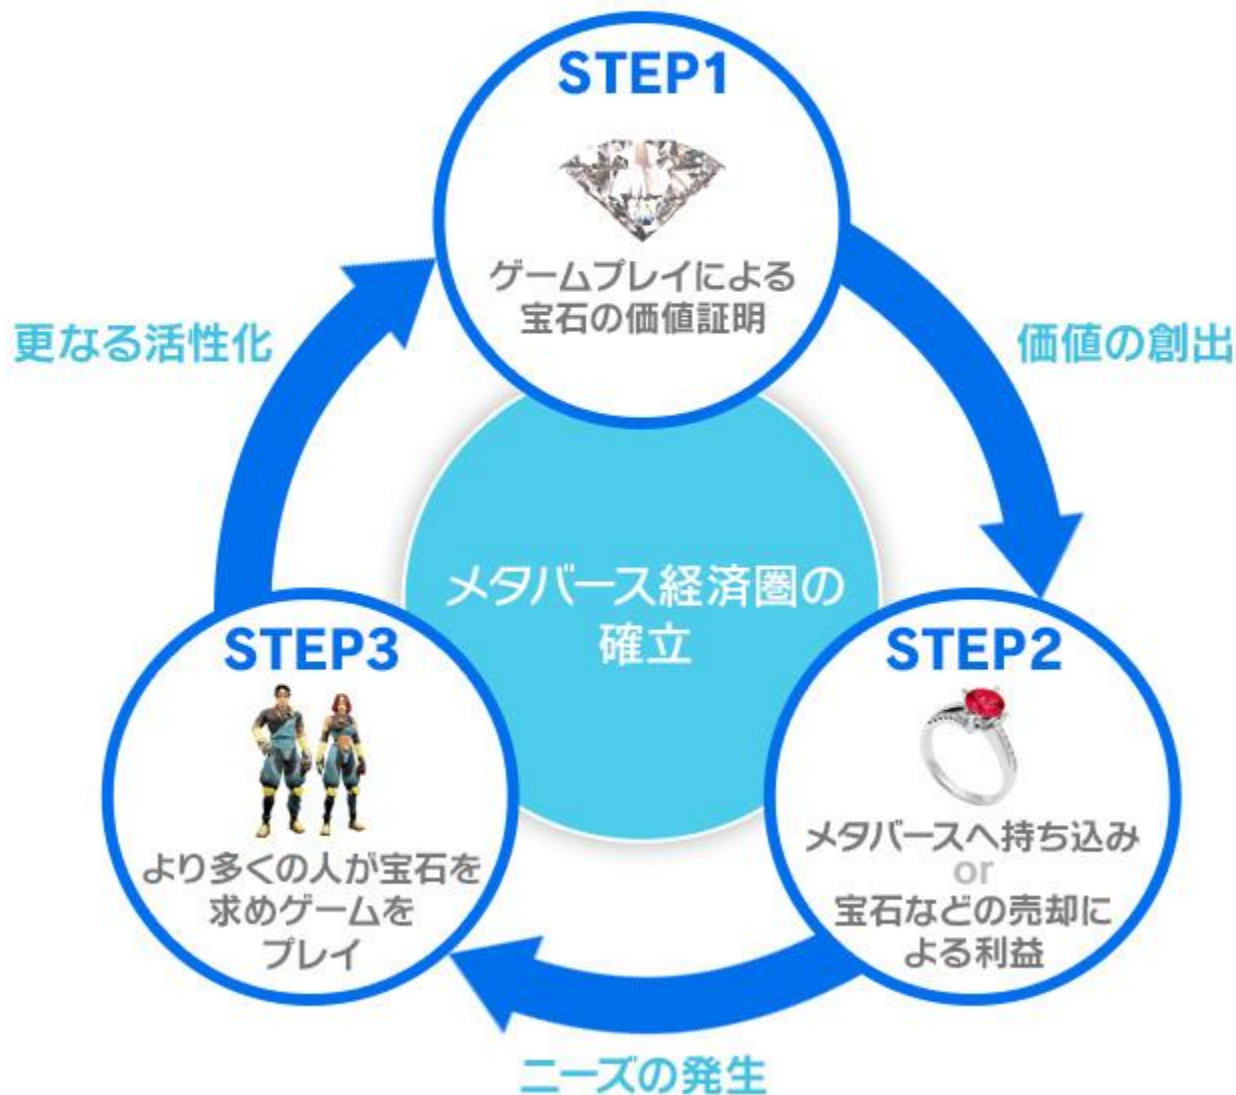 STEP1
ゲームプレイによる
宝石の価値証明
価値の創出
STEP2
メタバースへ持ち込み
or
宝石などの売却に
よる利益
ニーズの発生
STEP3
より多くの人が宝石を
求めゲームを
プレイ
更なる活性化
メタバース経済圏の
確立